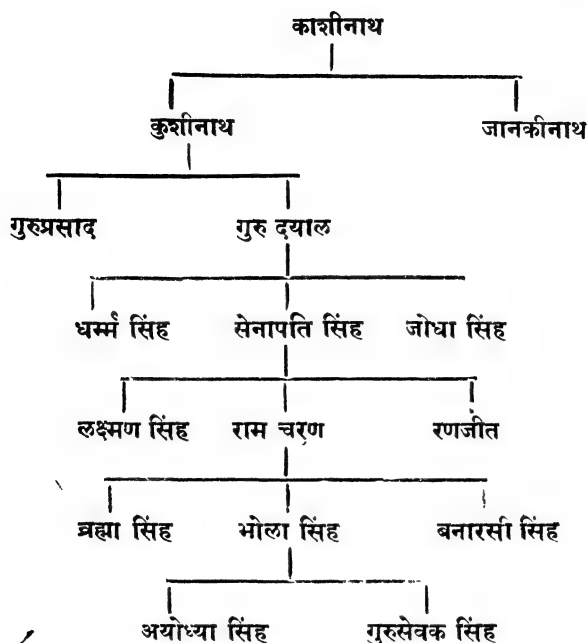 काशीनाथ
कुशीनाथ जानकीनाथ
गुरुप्रसाद गुरु दयाल
धर्म्म सिंह सेनापति सिंह जोधा सिंह
लक्ष्मण सिंह राम चरण रणजीत
ब्रह्मा सिंह भोला सिंह बनारसी सिंह
अयोध्या सिंह गुरुसेवक सिंह